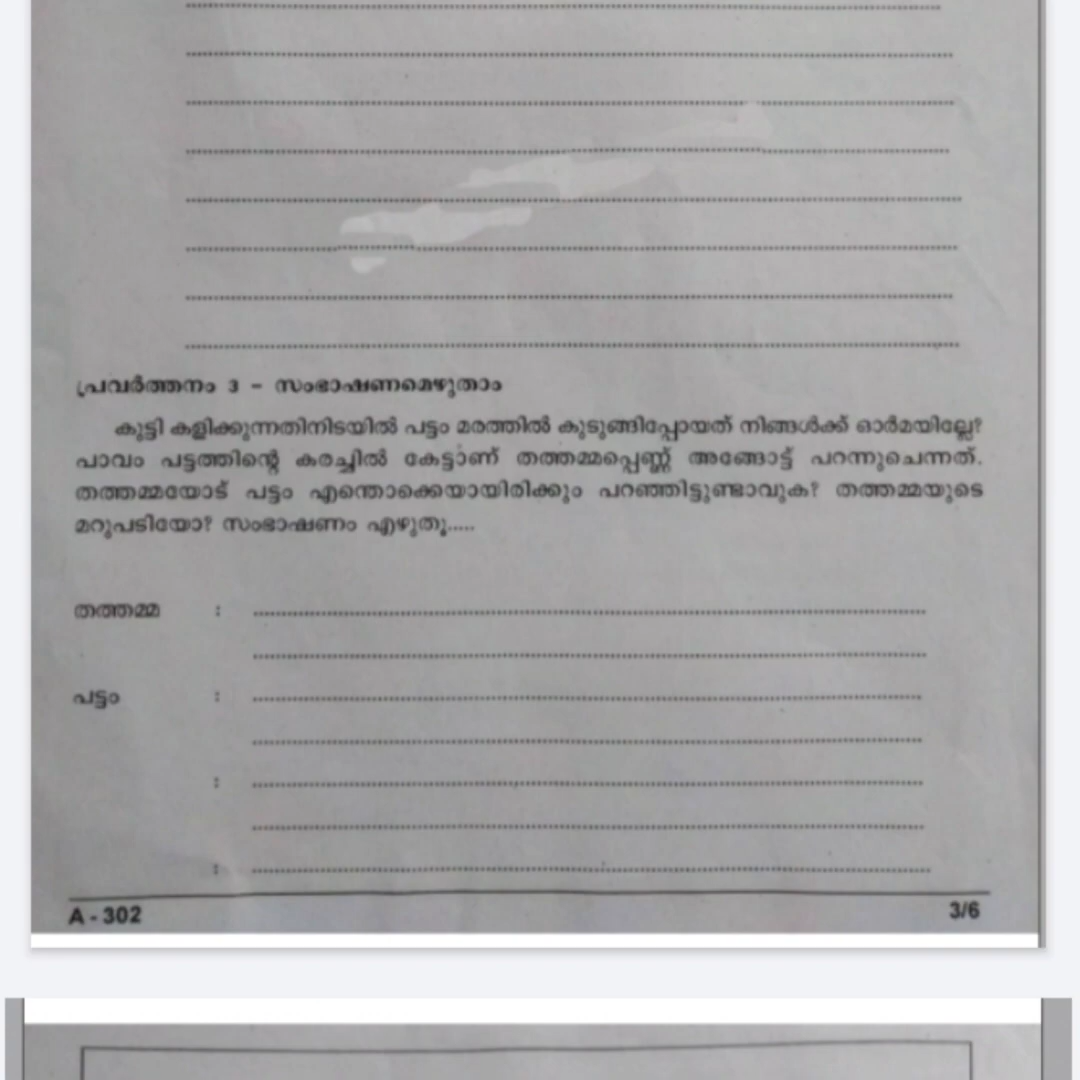 പ്രവർത്തനം 3 - സംഭാഷണമെഴുതാം
കുട്ടി കളിക്കുന്നതിനിടയിൽ പട്ടം മരത്തിൽ കുടുങ്ങിപ്പോയത് നിങ്ങൾക്ക് ഓർമയില്ലേ?
പാവം പട്ടത്തിന്റെ കരച്ചിൽ കേട്ടാണ് തത്തമ്മപ്പെണ്ണ് അങ്ങോട്ട് പറന്നുചെന്നത്.
തത്തമ്മയോട് പട്ടം എന്തൊക്കെയായിരിക്കും പറഞ്ഞിട്ടുണ്ടാവുക? തത്തമ്മയുടെ
മറുപടിയോ? സംഭാഷണം എഴുതൂ.....
തത്തമ്മ :
പട്ടം :
:
:
A - 302 3/6